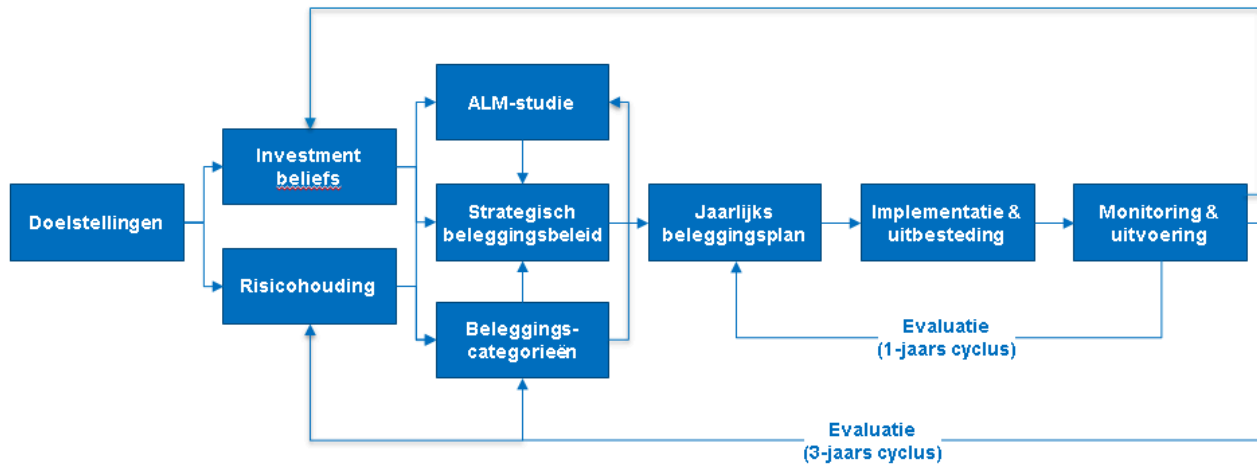 Doelstellingen
Investment
beliefs
Risicohouding
ALM-studie
Strategisch
beleggingsbeleid
Beleggings-
categorieën
Jaarlijks
beleggingsplan
Implementatie &
uitbesteding
Monitoring &
uitvoering
Evaluatie
(1-jaars cyclus)
Evaluatie
(3-jaars cyclus)